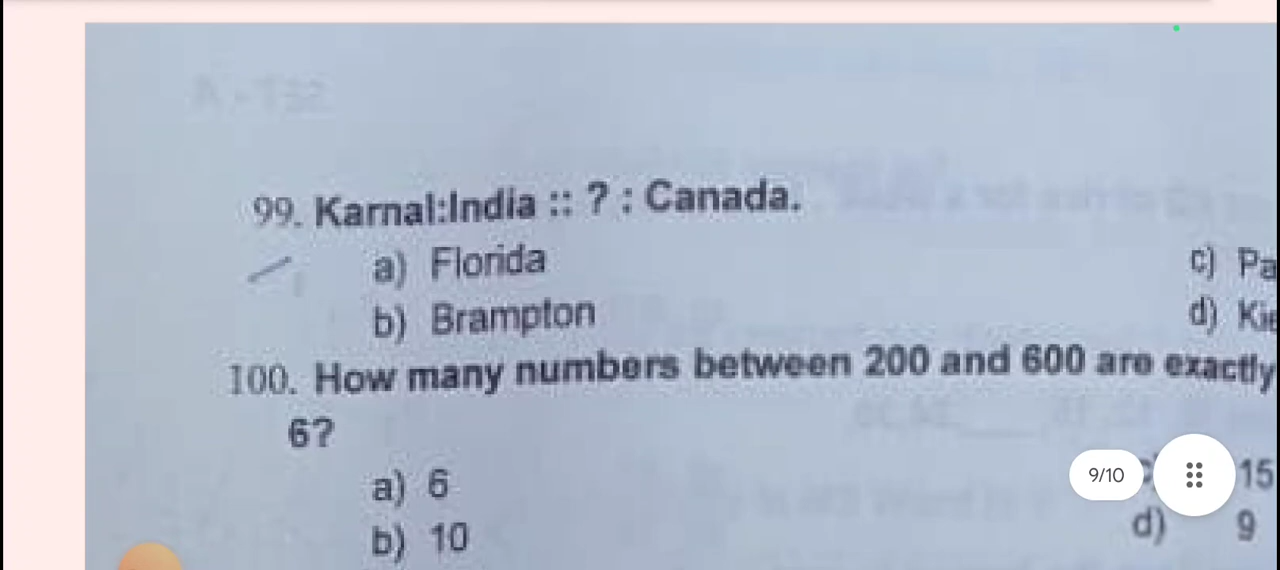 99. Karnal:India :: ? : Canada.
a) Florida
c) Pa
b) Brampton
d) Kie
100. How many numbers between 200 and 600 are exactly
6?
a) 6
15
b) 10
d) 9
9/10